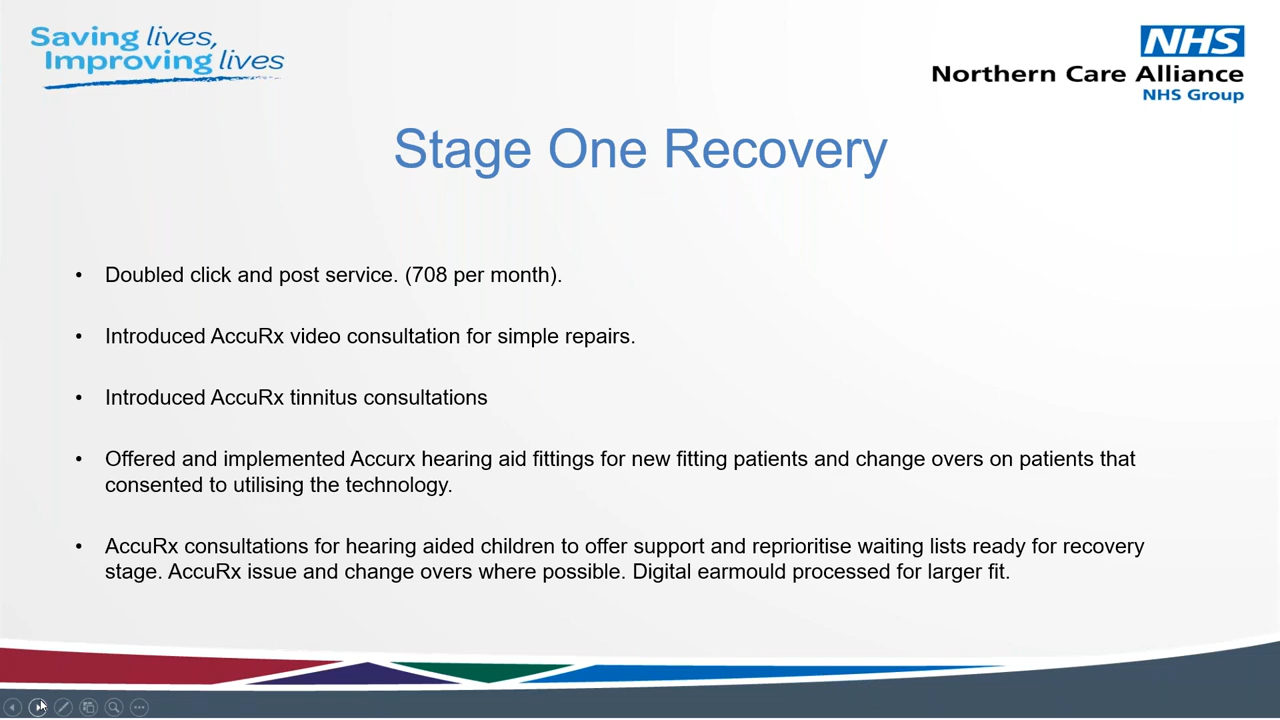 Saving lives,
Improving lives
NHS
Northern Care Alliance
NHS Group
Stage One Recovery
• Doubled click and post service. (708 per month).
• Introduced AccuRx video consultation for simple repairs.
• Introduced AccuRx tinnitus consultations
• Offered and implemented Accurx hearing aid fittings for new fitting patients and change overs on patients that
consented to utilising the technology.
• AccuRx consultations for hearing aided children to offer support and reprioritise waiting lists ready for recovery
stage. AccuRx issue and change overs where possible. Digital earmould processed for larger fit.